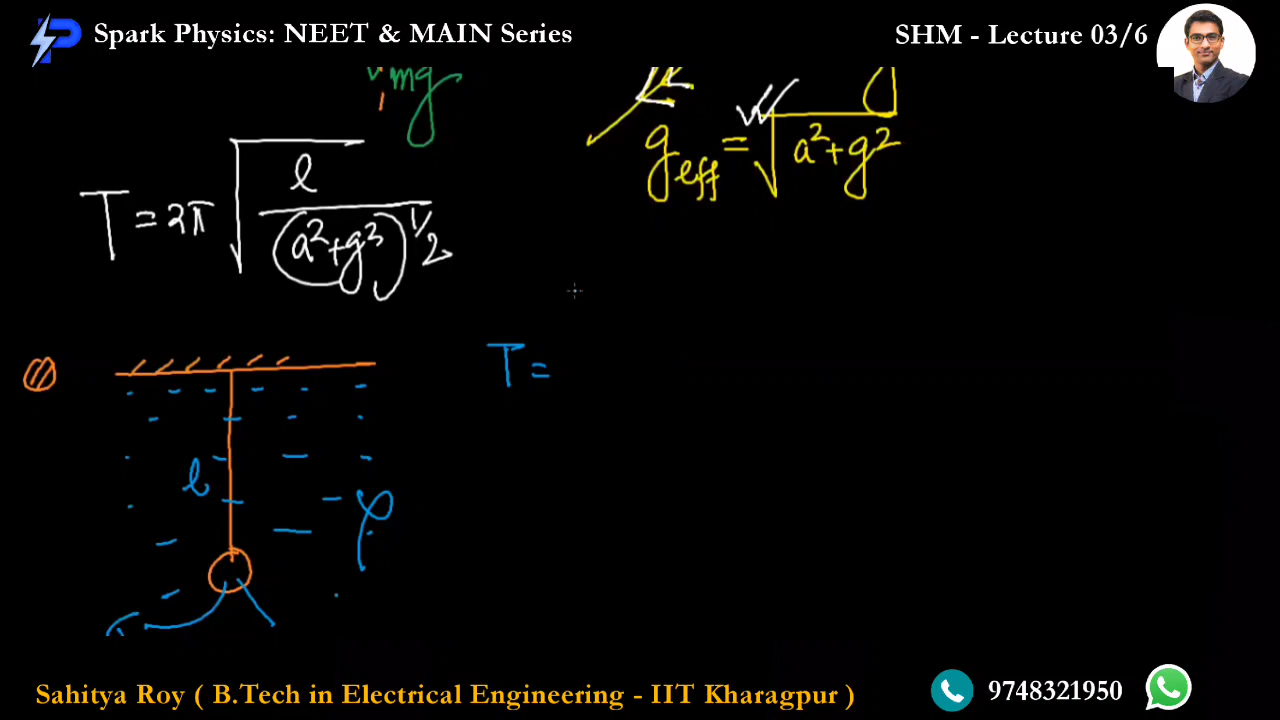 Spark Physics: NEET & MAIN Series
SHM - Lecture 03/6
mg
g eff = √a²+g²
T = 2π √l/(a²+g²)^1/2
T =
l
ρ
Sahitya Roy ( B.Tech in Electrical Engineering - IIT Kharagpur )
9748321950